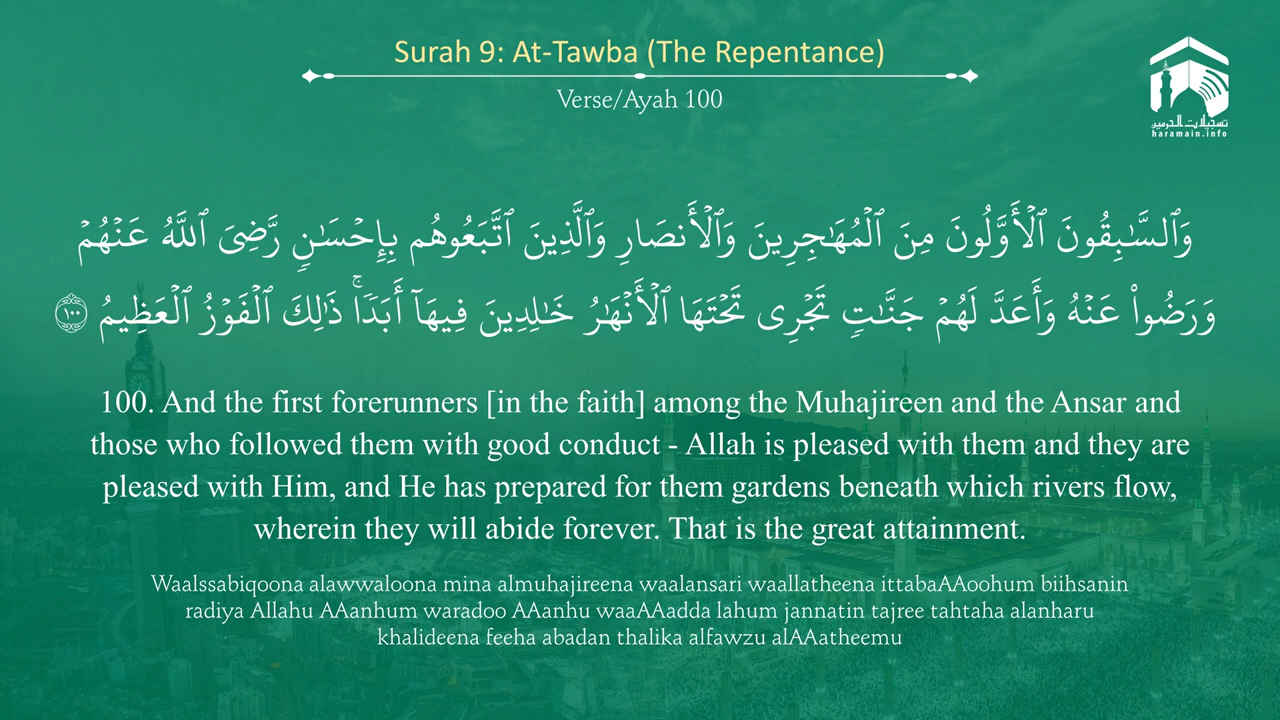 Surah 9: At-Tawba (The Repentance)
Verse/Ayah 100
تسجيلات الحرمين
haramain.info
وَٱلسَّـٰبِقُونَ ٱلْأَوَّلُونَ مِنَ ٱلْمُهَـٰجِرِينَ وَٱلْأَنصَارِ وَٱلَّذِينَ ٱتَّبَعُوهُم بِإِحْسَـٰنٍ رَّضِىَ ٱللَّهُ عَنْهُمْ
وَرَضُوا۟ عَنْهُ وَأَعَدَّ لَهُمْ جَنَّـٰتٍ تَجْرِى تَحْتَهَا ٱلْأَنْهَـٰرُ خَـٰلِدِينَ فِيهَآ أَبَدًا ۚ ذَٰلِكَ ٱلْفَوْزُ ٱلْعَظِيمُ ١٠٠
100. And the first forerunners [in the faith] among the Muhajireen and the Ansar and
those who followed them with good conduct - Allah is pleased with them and they are
pleased with Him, and He has prepared for them gardens beneath which rivers flow,
wherein they will abide forever. That is the great attainment.
Waalssabiqoona alawwaloona mina almuhajireena waalansari waallatheena ittabaAAoohum biihsanin
radiya Allahu AAanhum waradoo AAanhu waaAAadda lahum jannatin tajree tahtaha alanharu
khalideena feeha abadan thalika alfawzu alAAatheemu